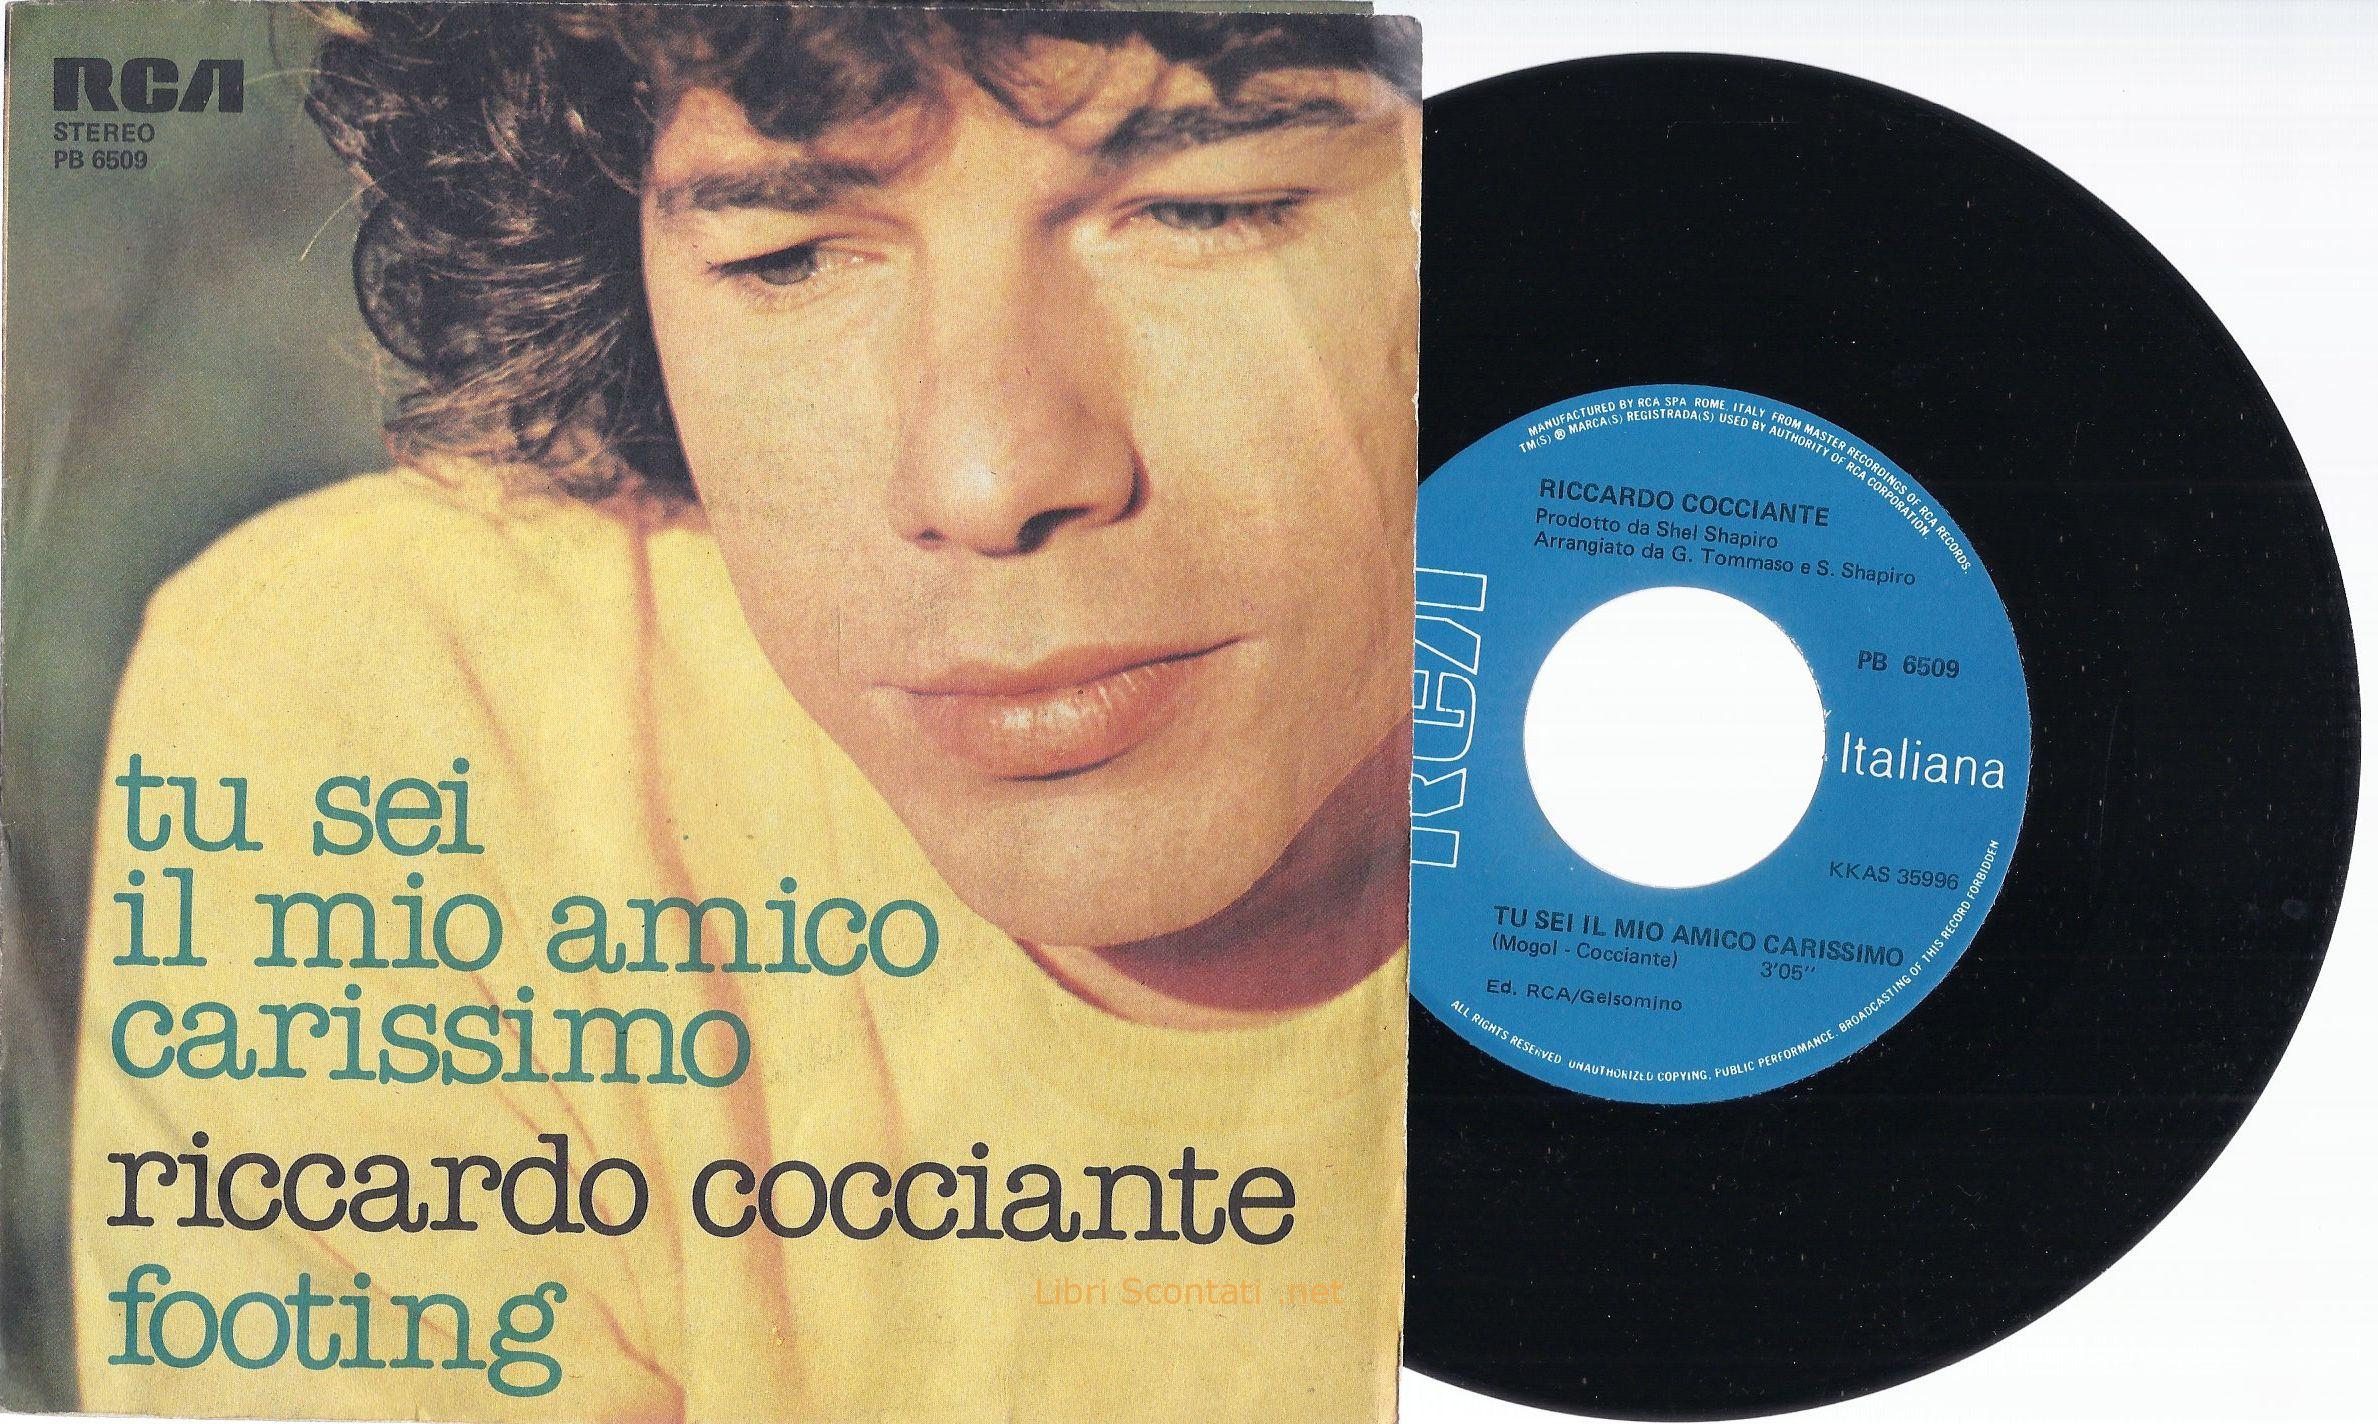 RCA
STEREO
PB 6509
tu sei
il mio amico
carissimo
riccardo cocciante
footing
Libri Scontati .net
MANUFACTURED BY RCA SPA ROME, ITALY FROM MASTER RECORDINGS OF RCA RECORDS.
TM(S) ® MARCA(S) REGISTRADA(S) USED BY AUTHORITY OF RCA CORPORATION.
RICCARDO COCCIANTE
Prodotto da Shel Shapiro
Arrangiato da G. Tommaso e S. Shapiro
RCA
PB 6509
Italiana
KKAS 35996
TU SEI IL MIO AMICO CARISSIMO
(Mogol - Cocciante) 3'05''
Ed. RCA/Gelsomino
ALL RIGHTS RESERVED UNAUTHORIZED COPYING, PUBLIC PERFORMANCE, BROADCASTING OF THIS RECORD FORBIDDEN